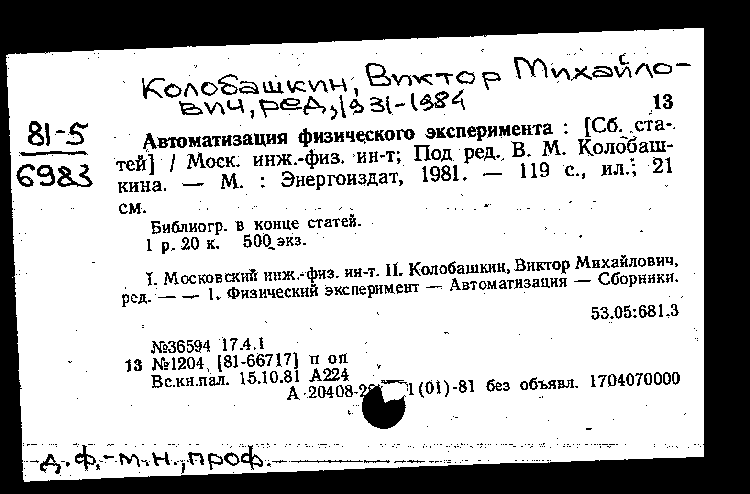 Колобашкин, Виктор Михайло-
вич, ред., 1931-1984
13
81-5
6983
Автоматизация физического эксперимента : [Сб. ста-
тей] / Моск. инж.-физ. ин-т; Под ред. В. М. Колобаш-
кина. — М. : Энергоиздат, 1981. — 119 с., ил.; 21
см.
Библиогр. в конце статей.
1 р. 20 к. 500 экз.
I. Московский инж.-физ. ин-т. II. Колобашкин, Виктор Михайлович,
ред. — — 1. Физический эксперимент — Автоматизация — Сборники.
53.05:681.3
№36594 17.4.1
13 №1204 [81-66717] п оп
Вс.кн.пал. 15.10.81 А224
А 20408-2 1(01)-81 без объявл. 1704070000
д.ф.-м.н., проф.